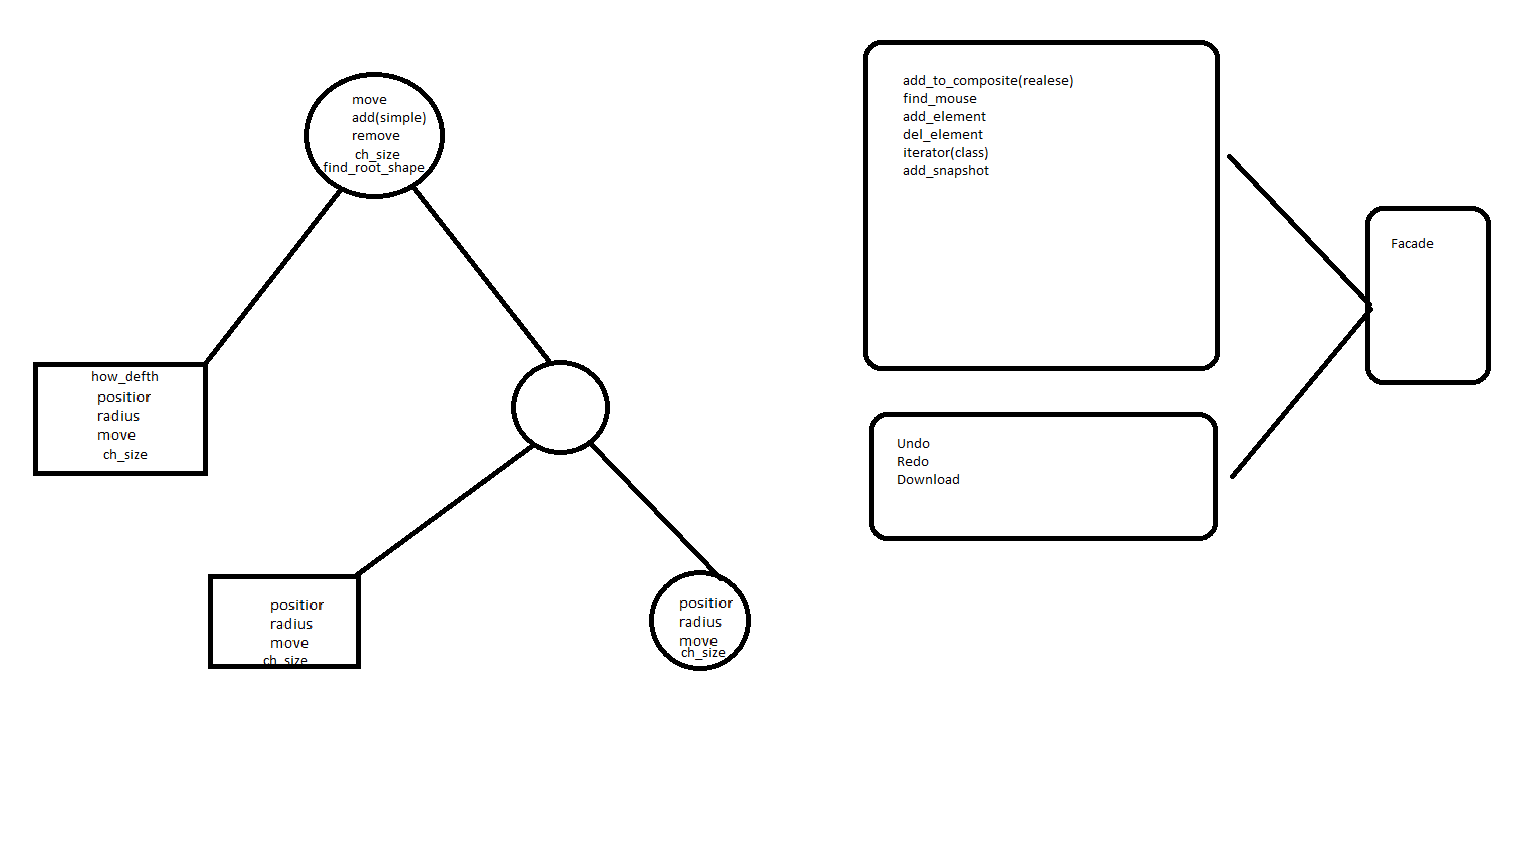 move
add(simple)
remove
ch_size
find_root_shape
how_defth
positior
radius
move
ch_size
positior
radius
move
ch_size
positior
radius
move
ch_size
add_to_composite(realese)
find_mouse
add_element
del_element
iterator(class)
add_snapshot
Undo
Redo
Download
Facade